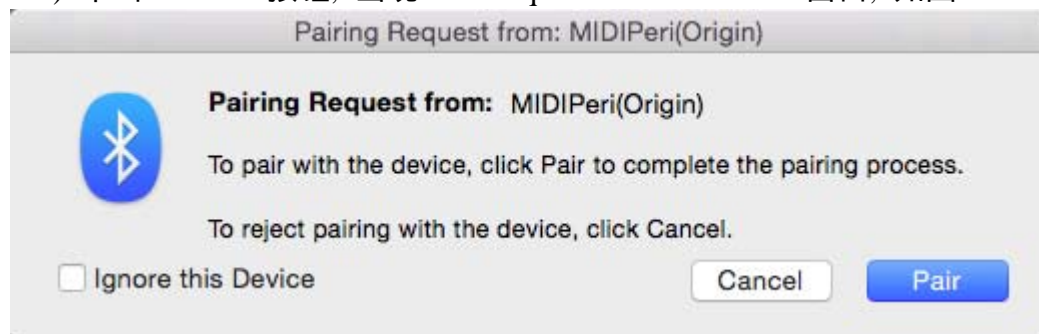 Pairing Request from: MIDIPeri(Origin)
Pairing Request from: MIDIPeri(Origin)
To pair with the device, click Pair to complete the pairing process.
To reject pairing with the device, click Cancel.
Ignore this Device Cancel Pair